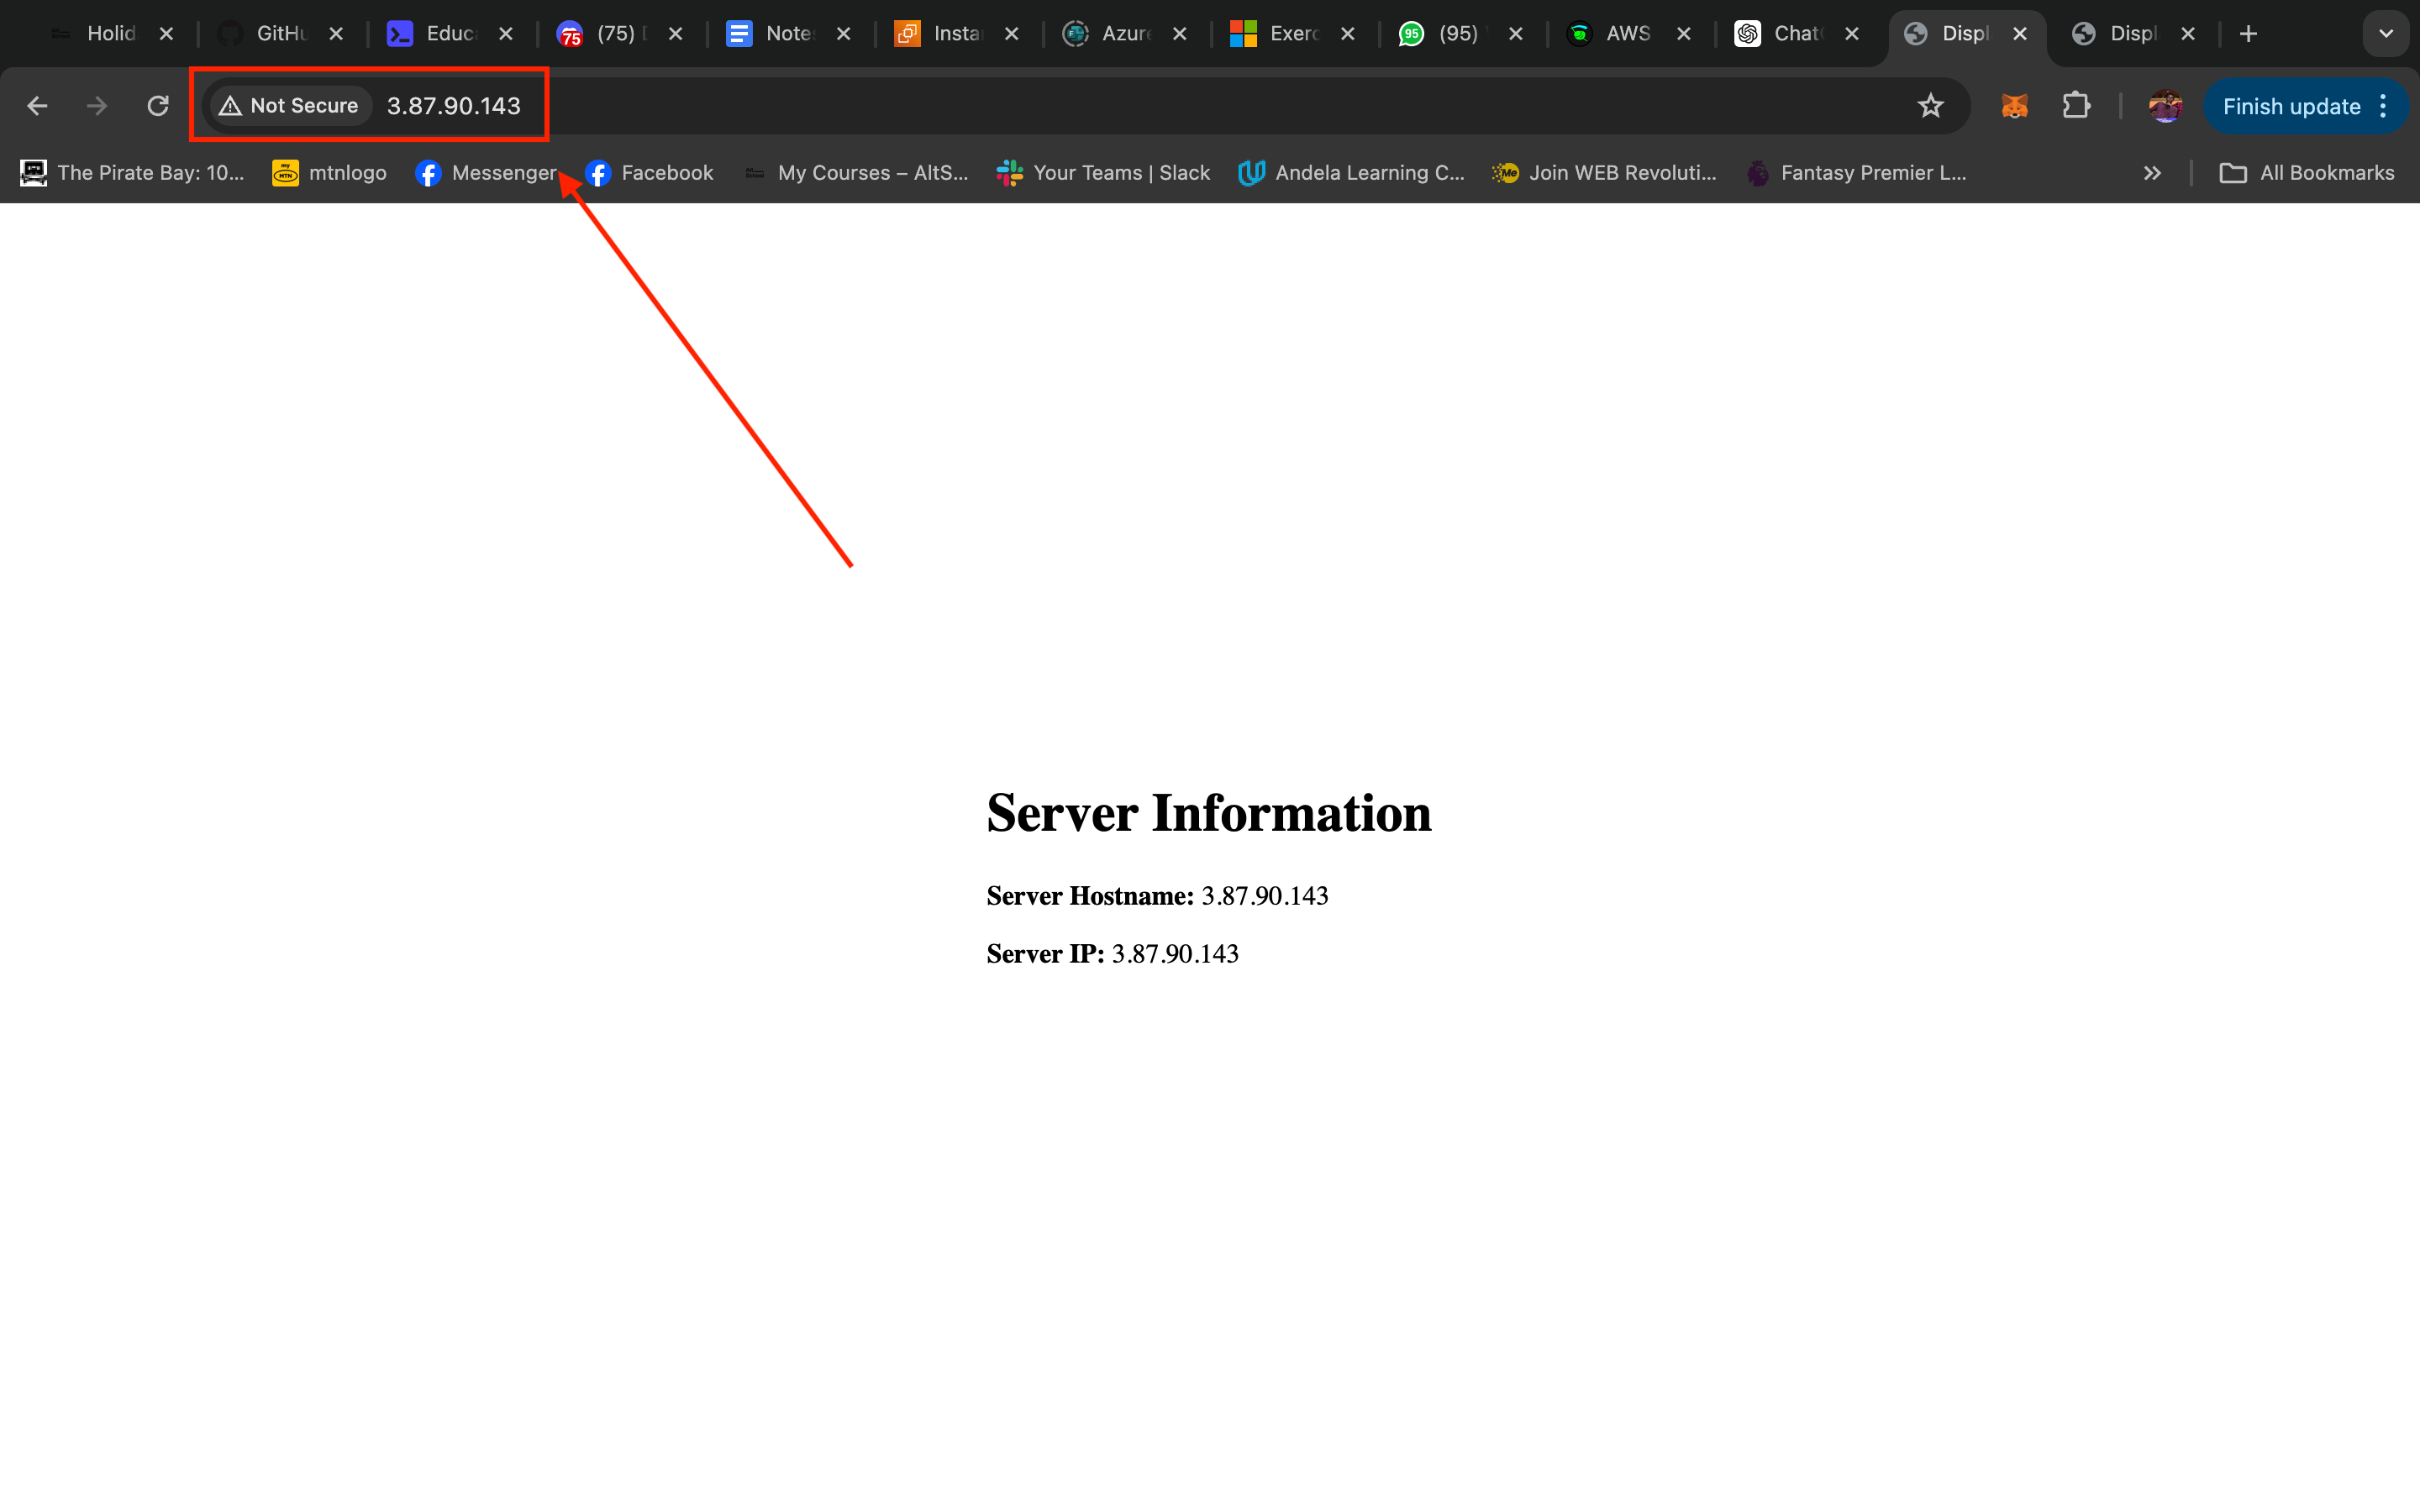 Holid GitHu Educ 75 (75) Note Insta Azure Exerc 95 (95) AWS Chat Displ Displ
Not Secure 3.87.90.143 Finish update
The Pirate Bay: 10... my MTN mtnlogo Messenger Facebook My Courses – AltS... Your Teams | Slack Andela Learning C... Me Join WEB Revoluti... Fantasy Premier L... All Bookmarks
Server Information
Server Hostname: 3.87.90.143
Server IP: 3.87.90.143